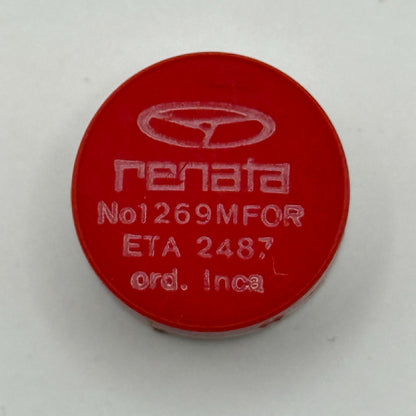 renata
No1269MFOR
ETA 2487
ord. Inca